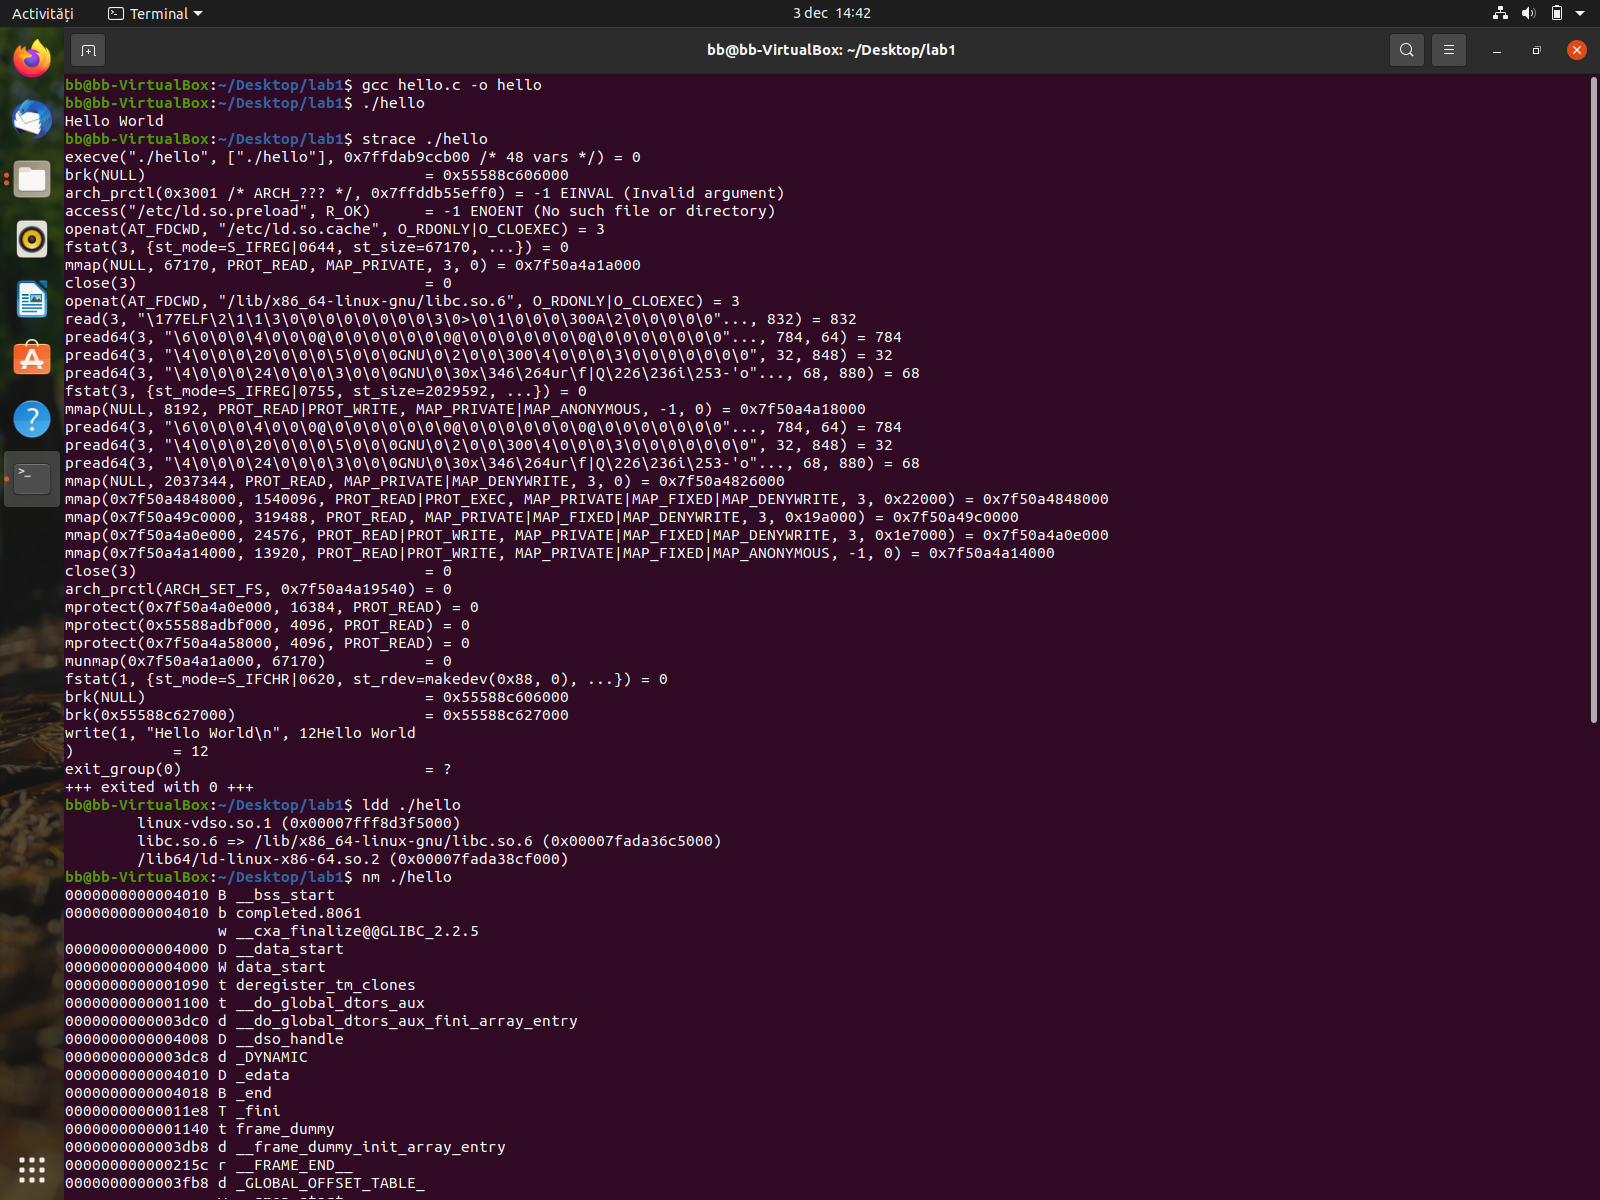 Activități
Terminal
3 dec 14:42
bb@bb-VirtualBox: ~/Desktop/lab1
bb@bb-VirtualBox:~/Desktop/lab1$ gcc hello.c -o hello
bb@bb-VirtualBox:~/Desktop/lab1$ ./hello
Hello World
bb@bb-VirtualBox:~/Desktop/lab1$ strace ./hello
execve("./hello", ["./hello"], 0x7ffdab9ccb00 /* 48 vars */) = 0
brk(NULL)                               = 0x55588c606000
arch_prctl(0x3001 /* ARCH_??? */, 0x7ffddb55eff0) = -1 EINVAL (Invalid argument)
access("/etc/ld.so.preload", R_OK)      = -1 ENOENT (No such file or directory)
openat(AT_FDCWD, "/etc/ld.so.cache", O_RDONLY|O_CLOEXEC) = 3
fstat(3, {st_mode=S_IFREG|0644, st_size=67170, ...}) = 0
mmap(NULL, 67170, PROT_READ, MAP_PRIVATE, 3, 0) = 0x7f50a4a1a000
close(3)                                = 0
openat(AT_FDCWD, "/lib/x86_64-linux-gnu/libc.so.6", O_RDONLY|O_CLOEXEC) = 3
read(3, "\177ELF\2\1\1\3\0\0\0\0\0\0\0\0\3\0>\0\1\0\0\0\300A\2\0\0\0\0\0"..., 832) = 832
pread64(3, "\6\0\0\0\4\0\0\0@\0\0\0\0\0\0\0@\0\0\0\0\0\0\0@\0\0\0\0\0\0\0"..., 784, 64) = 784
pread64(3, "\4\0\0\0\20\0\0\0\5\0\0\0GNU\0\2\0\0\300\4\0\0\0\3\0\0\0\0\0\0\0", 32, 848) = 32
pread64(3, "\4\0\0\0\24\0\0\0\3\0\0\0GNU\0\30x\346\264ur\f|Q\226\236i\253-'o"..., 68, 880) = 68
fstat(3, {st_mode=S_IFREG|0755, st_size=2029592, ...}) = 0
mmap(NULL, 8192, PROT_READ|PROT_WRITE, MAP_PRIVATE|MAP_ANONYMOUS, -1, 0) = 0x7f50a4a18000
pread64(3, "\6\0\0\0\4\0\0\0@\0\0\0\0\0\0\0@\0\0\0\0\0\0\0@\0\0\0\0\0\0\0"..., 784, 64) = 784
pread64(3, "\4\0\0\0\20\0\0\0\5\0\0\0GNU\0\2\0\0\300\4\0\0\0\3\0\0\0\0\0\0\0", 32, 848) = 32
pread64(3, "\4\0\0\0\24\0\0\0\3\0\0\0GNU\0\30x\346\264ur\f|Q\226\236i\253-'o"..., 68, 880) = 68
mmap(NULL, 2037344, PROT_READ, MAP_PRIVATE|MAP_DENYWRITE, 3, 0) = 0x7f50a4826000
mmap(0x7f50a4848000, 1540096, PROT_READ|PROT_EXEC, MAP_PRIVATE|MAP_FIXED|MAP_DENYWRITE, 3, 0x22000) = 0x7f50a4848000
mmap(0x7f50a49c0000, 319488, PROT_READ, MAP_PRIVATE|MAP_FIXED|MAP_DENYWRITE, 3, 0x19a000) = 0x7f50a49c0000
mmap(0x7f50a4a0e000, 24576, PROT_READ|PROT_WRITE, MAP_PRIVATE|MAP_FIXED|MAP_DENYWRITE, 3, 0x1e7000) = 0x7f50a4a0e000
mmap(0x7f50a4a14000, 13920, PROT_READ|PROT_WRITE, MAP_PRIVATE|MAP_FIXED|MAP_ANONYMOUS, -1, 0) = 0x7f50a4a14000
close(3)                                = 0
arch_prctl(ARCH_SET_FS, 0x7f50a4a19540) = 0
mprotect(0x7f50a4a0e000, 16384, PROT_READ) = 0
mprotect(0x55588adbf000, 4096, PROT_READ) = 0
mprotect(0x7f50a4a58000, 4096, PROT_READ) = 0
munmap(0x7f50a4a1a000, 67170)           = 0
fstat(1, {st_mode=S_IFCHR|0620, st_rdev=makedev(0x88, 0), ...}) = 0
brk(NULL)                               = 0x55588c606000
brk(0x55588c627000)                     = 0x55588c627000
write(1, "Hello World\n", 12Hello World
)           = 12
exit_group(0)                           = ?
+++ exited with 0 +++
bb@bb-VirtualBox:~/Desktop/lab1$ ldd ./hello
        linux-vdso.so.1 (0x00007fff8d3f5000)
        libc.so.6 => /lib/x86_64-linux-gnu/libc.so.6 (0x00007fada36c5000)
        /lib64/ld-linux-x86-64.so.2 (0x00007fada38cf000)
bb@bb-VirtualBox:~/Desktop/lab1$ nm ./hello
0000000000004010 B __bss_start
0000000000004010 b completed.8061
                 w __cxa_finalize@@GLIBC_2.2.5
0000000000004000 D __data_start
0000000000004000 W data_start
0000000000001090 t deregister_tm_clones
0000000000001100 t __do_global_dtors_aux
0000000000003dc0 d __do_global_dtors_aux_fini_array_entry
0000000000004008 D __dso_handle
0000000000003dc8 d _DYNAMIC
0000000000004010 D _edata
0000000000004018 B _end
00000000000011e8 T _fini
0000000000001140 t frame_dummy
0000000000003db8 d __frame_dummy_init_array_entry
000000000000215c r __FRAME_END__
0000000000003fb8 d _GLOBAL_OFFSET_TABLE_